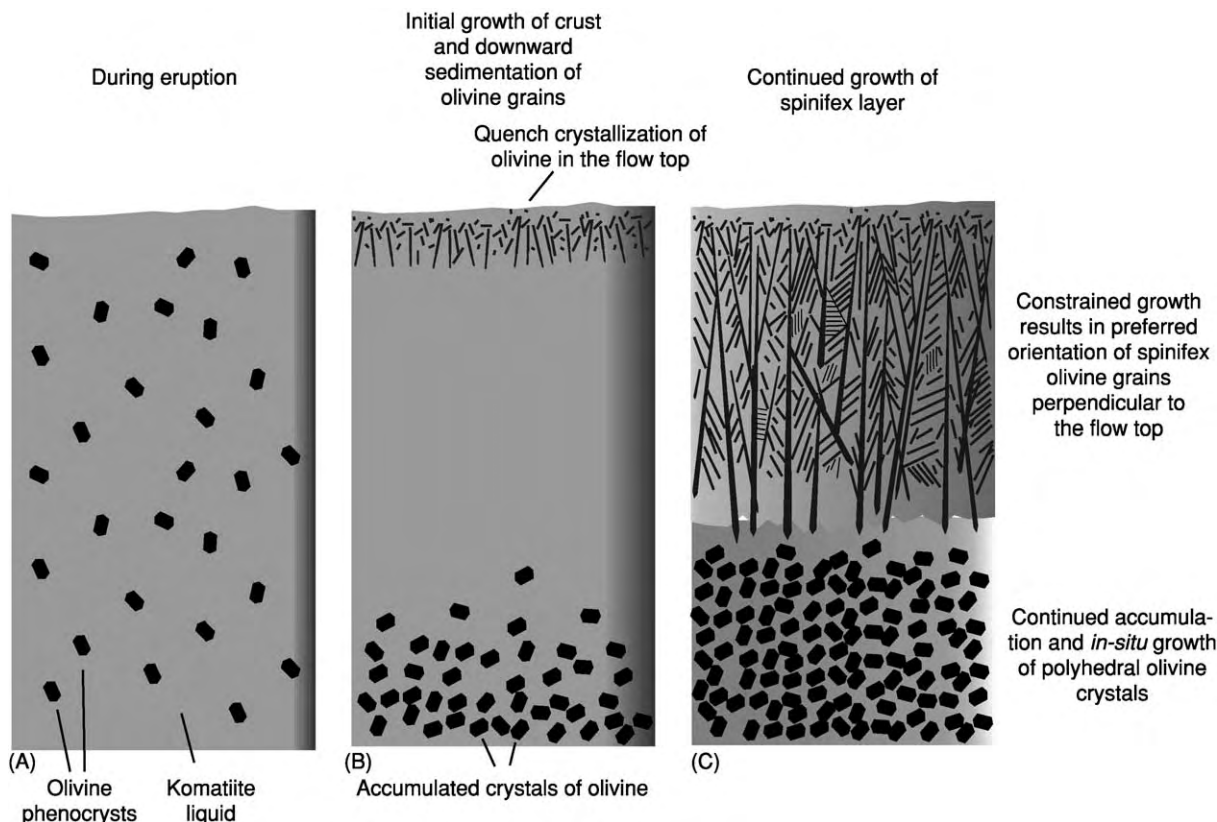 During eruption
Initial growth of crust
and downward
sedimentation of
olivine grains
Continued growth of
spinifex layer
Quench crystallization of
olivine in the flow top
Constrained growth
results in preferred
orientation of spinifex
olivine grains
perpendicular to
the flow top
Continued accumula-
tion and in-situ growth
of polyhedral olivine
crystals
(A)
Olivine
phenocrysts
Komatiite
liquid
(B)
Accumulated crystals of olivine
(C)